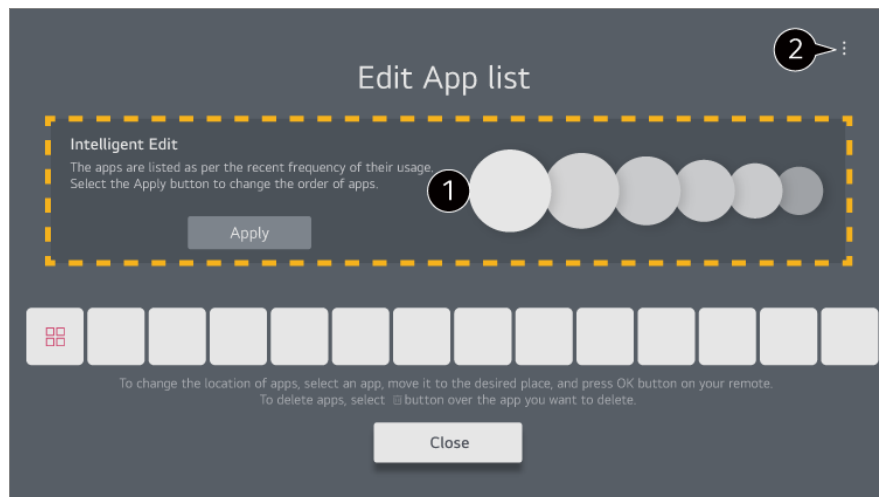 2
Edit App list
Intelligent Edit
The apps are listed as per the recent frequency of their usage.
Select the Apply button to change the order of apps.
1
Apply
To change the location of apps, select an app, move it to the desired place, and press OK button on your remote.
To delete apps, select button over the app you want to delete.
Close